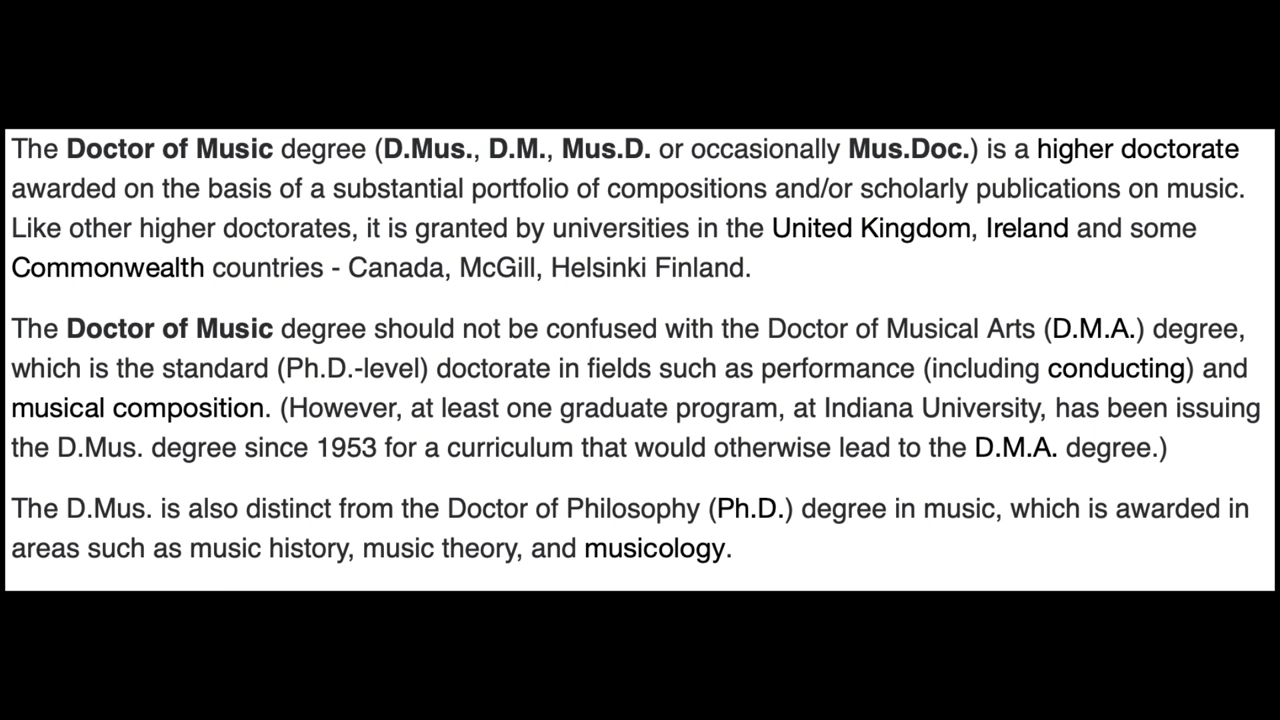 The Doctor of Music degree (D.Mus., D.M., Mus.D. or occasionally Mus.Doc.) is a higher doctorate
awarded on the basis of a substantial portfolio of compositions and/or scholarly publications on music.
Like other higher doctorates, it is granted by universities in the United Kingdom, Ireland and some
Commonwealth countries - Canada, McGill, Helsinki Finland.
The Doctor of Music degree should not be confused with the Doctor of Musical Arts (D.M.A.) degree,
which is the standard (Ph.D.-level) doctorate in fields such as performance (including conducting) and
musical composition. (However, at least one graduate program, at Indiana University, has been issuing
the D.Mus. degree since 1953 for a curriculum that would otherwise lead to the D.M.A. degree.)
The D.Mus. is also distinct from the Doctor of Philosophy (Ph.D.) degree in music, which is awarded in
areas such as music history, music theory, and musicology.